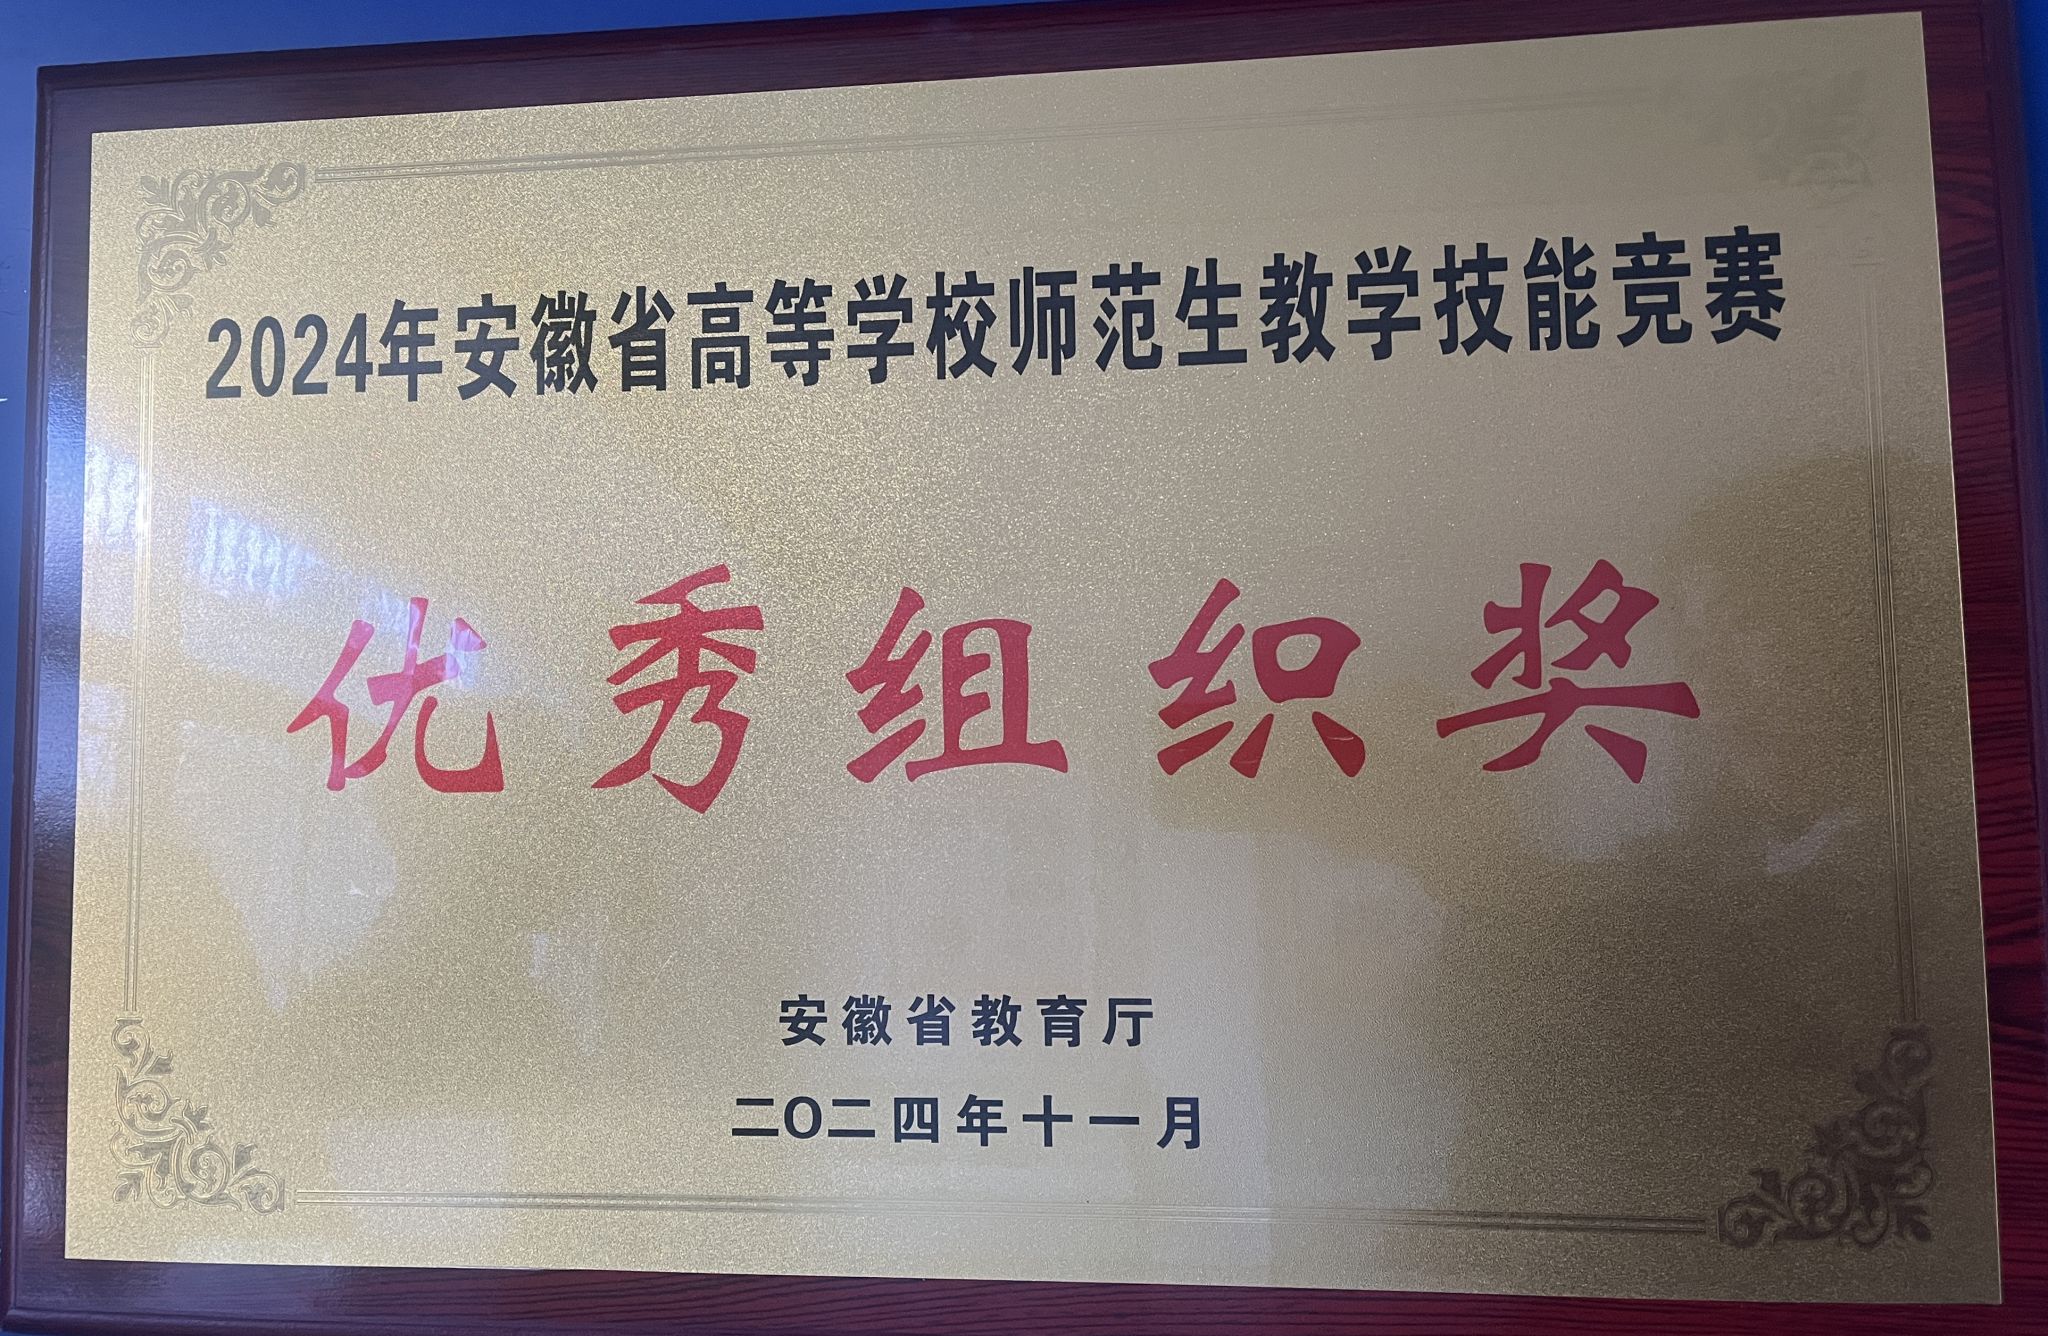 2024年安徽省高等学校师范生教学技能竞赛
优秀组织奖
安徽省教育厅
二〇二四年十一月